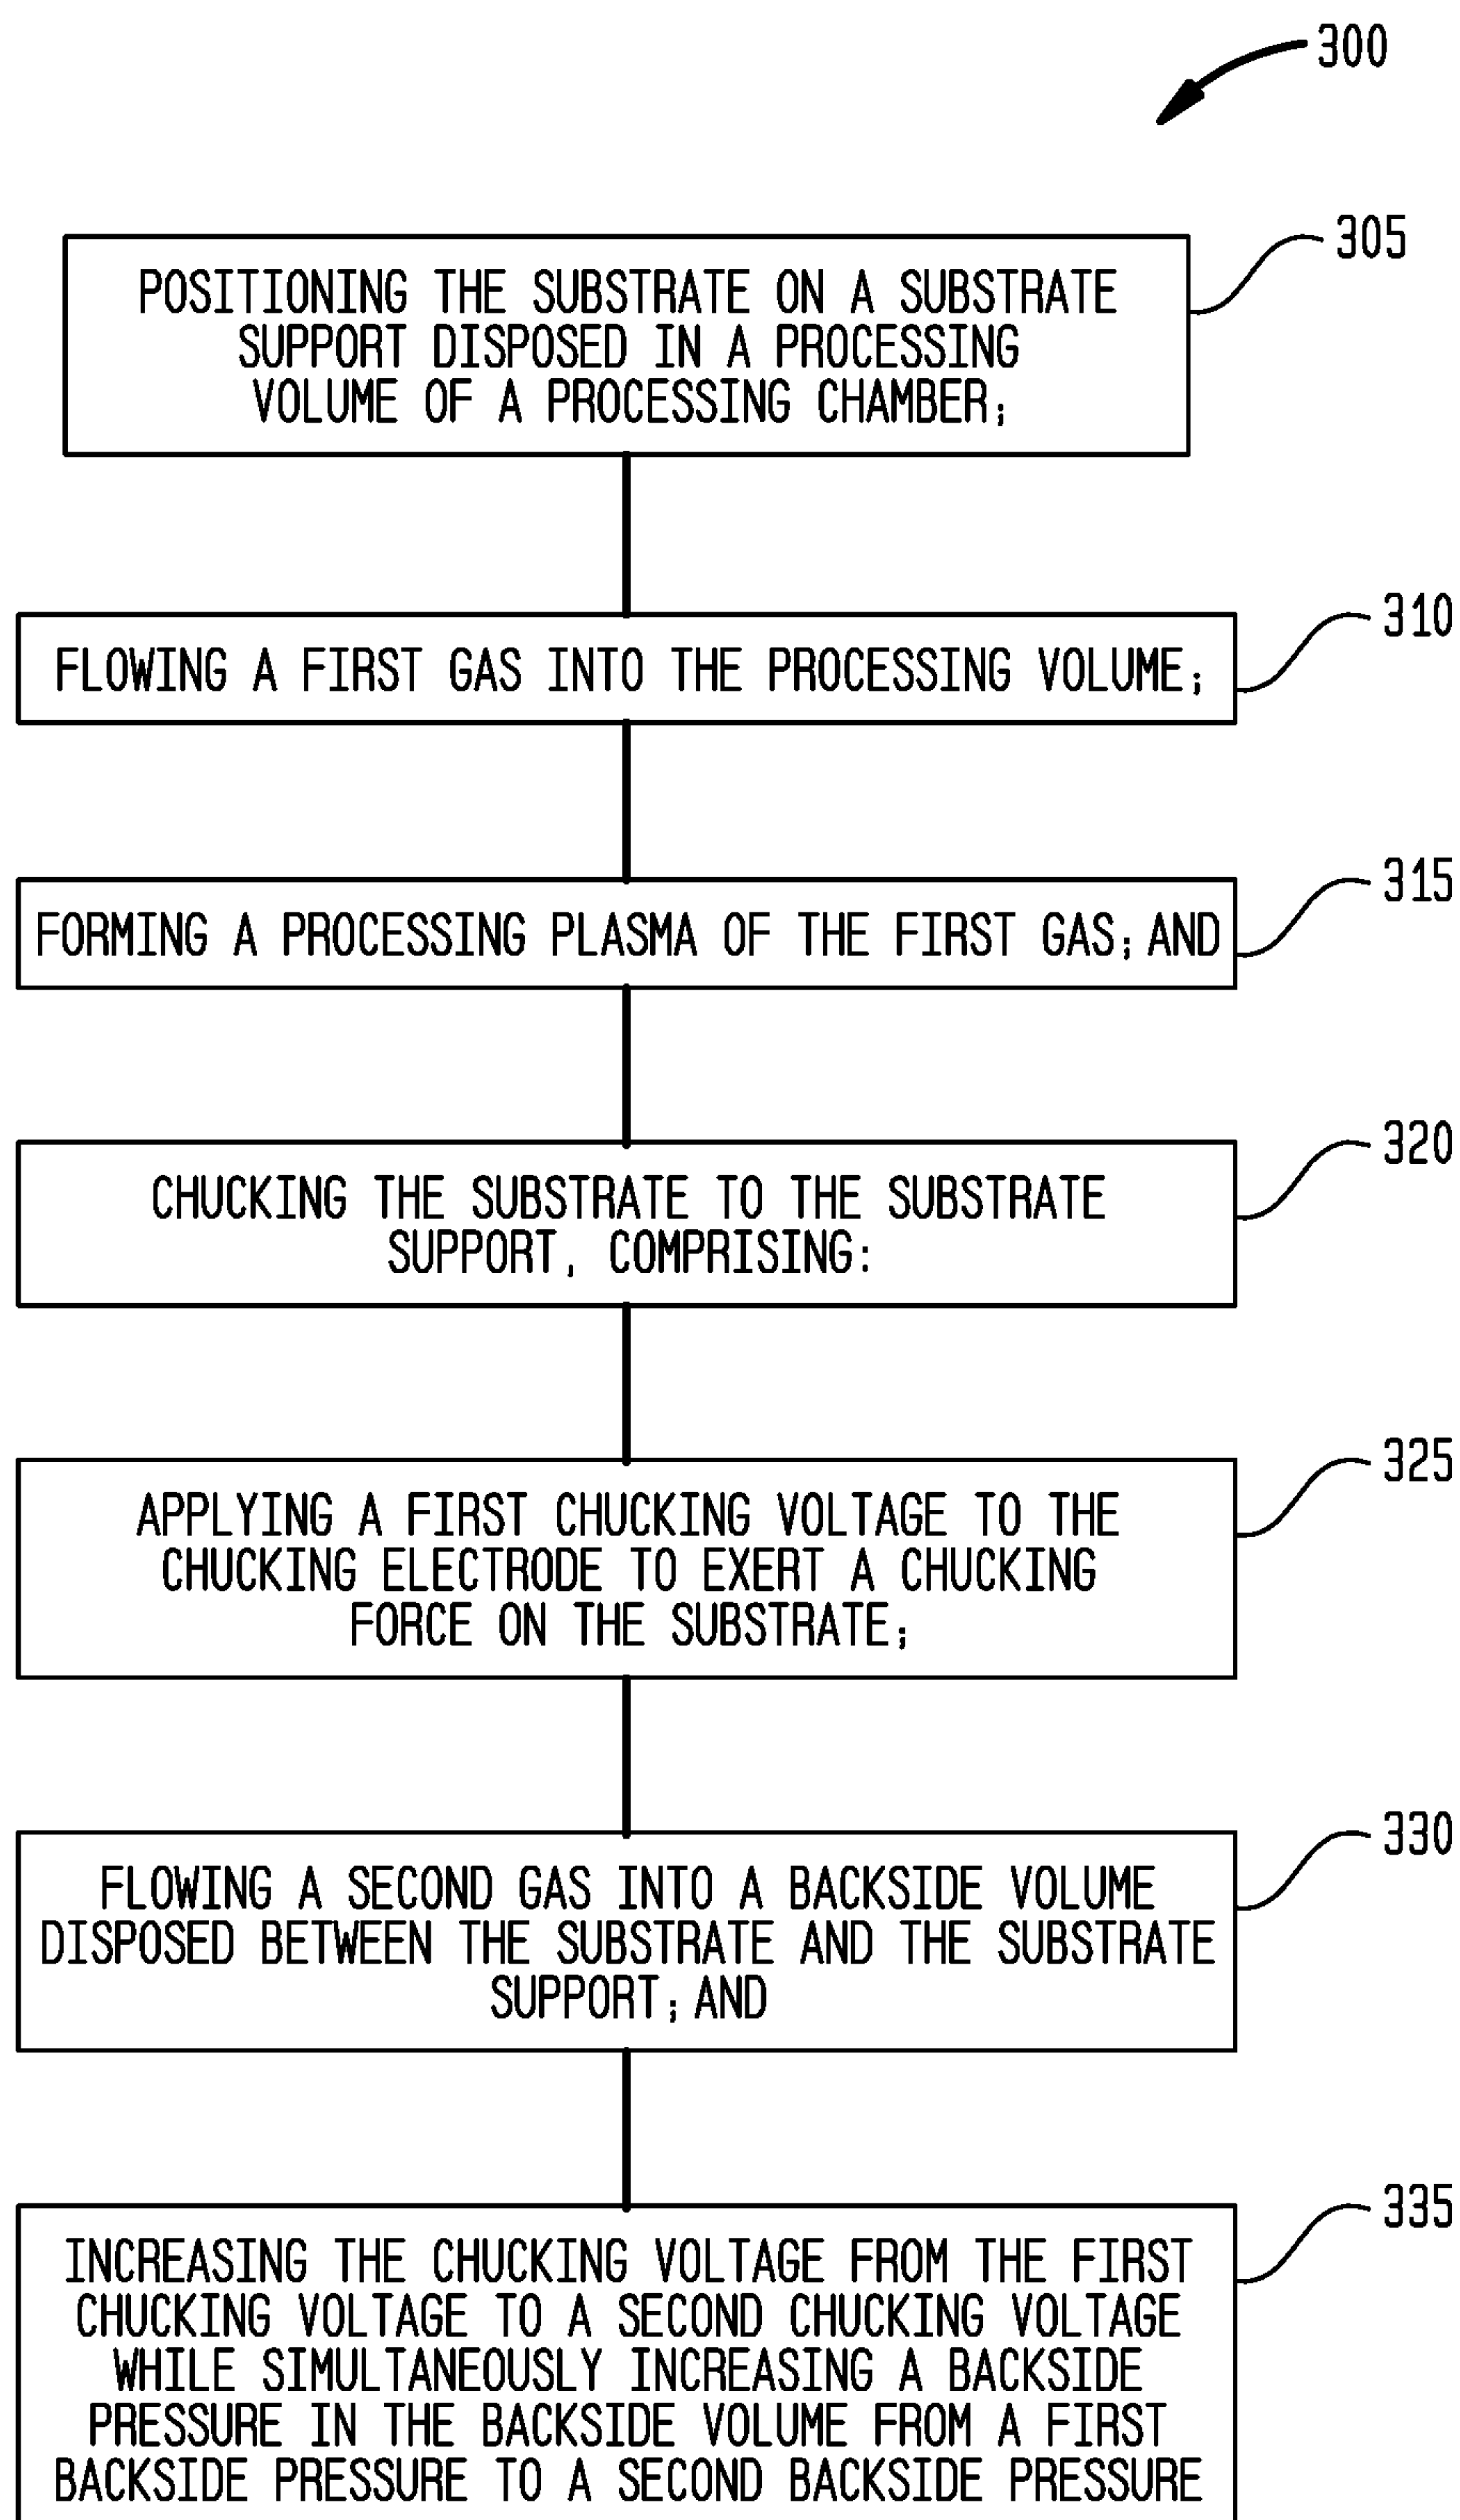 300
305
POSITIONING THE SUBSTRATE ON A SUBSTRATE
SUPPORT DISPOSED IN A PROCESSING
VOLUME OF A PROCESSING CHAMBER;
310
FLOWING A FIRST GAS INTO THE PROCESSING VOLUME;
315
FORMING A PROCESSING PLASMA OF THE FIRST GAS; AND
320
CHUCKING THE SUBSTRATE TO THE SUBSTRATE
SUPPORT, COMPRISING:
325
APPLYING A FIRST CHUCKING VOLTAGE TO THE
CHUCKING ELECTRODE TO EXERT A CHUCKING
FORCE ON THE SUBSTRATE;
330
FLOWING A SECOND GAS INTO A BACKSIDE VOLUME
DISPOSED BETWEEN THE SUBSTRATE AND THE SUBSTRATE
SUPPORT; AND
335
INCREASING THE CHUCKING VOLTAGE FROM THE FIRST
CHUCKING VOLTAGE TO A SECOND CHUCKING VOLTAGE
WHILE SIMULTANEOUSLY INCREASING A BACKSIDE
PRESSURE IN THE BACKSIDE VOLUME FROM A FIRST
BACKSIDE PRESSURE TO A SECOND BACKSIDE PRESSURE